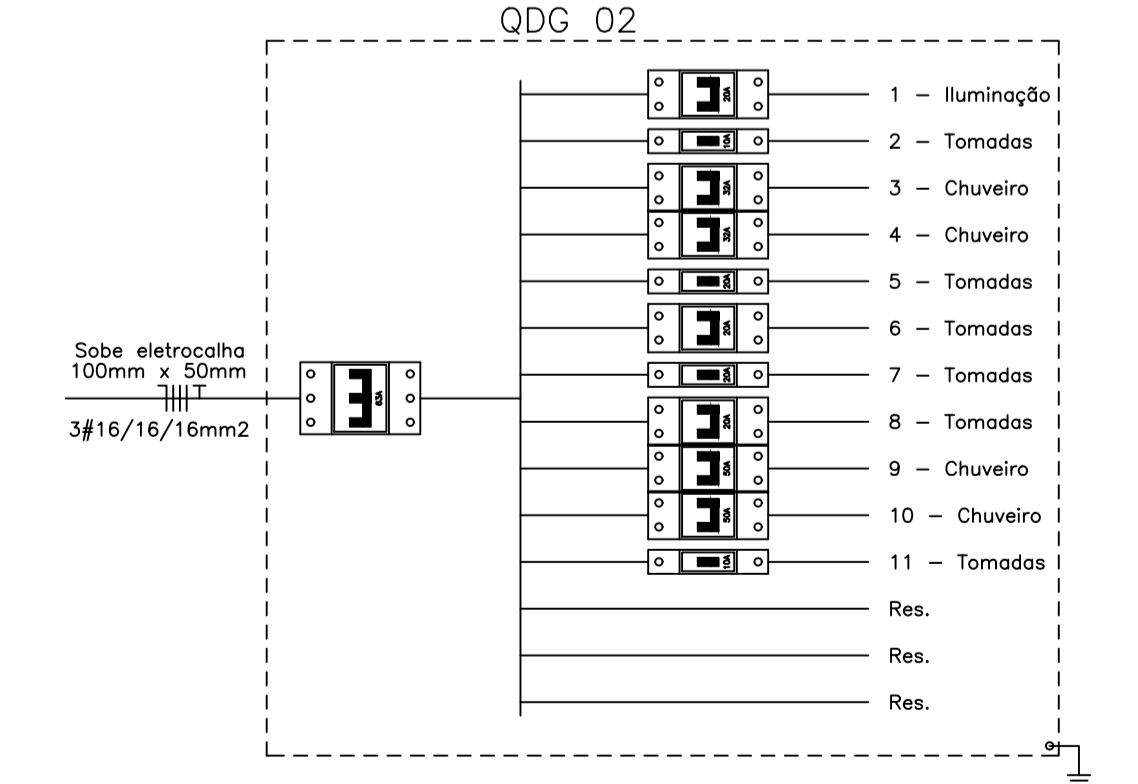 QDG 02
20A
1 – Iluminação
10A
2 – Tomadas
32A
3 – Chuveiro
32A
4 – Chuveiro
20A
5 – Tomadas
20A
6 – Tomadas
Sobe eletrocalha
100mm x 50mm
3#16/16/16mm2
63A
20A
7 – Tomadas
20A
8 – Tomadas
50A
9 – Chuveiro
50A
10 – Chuveiro
10A
11 – Tomadas
Res.
Res.
Res.